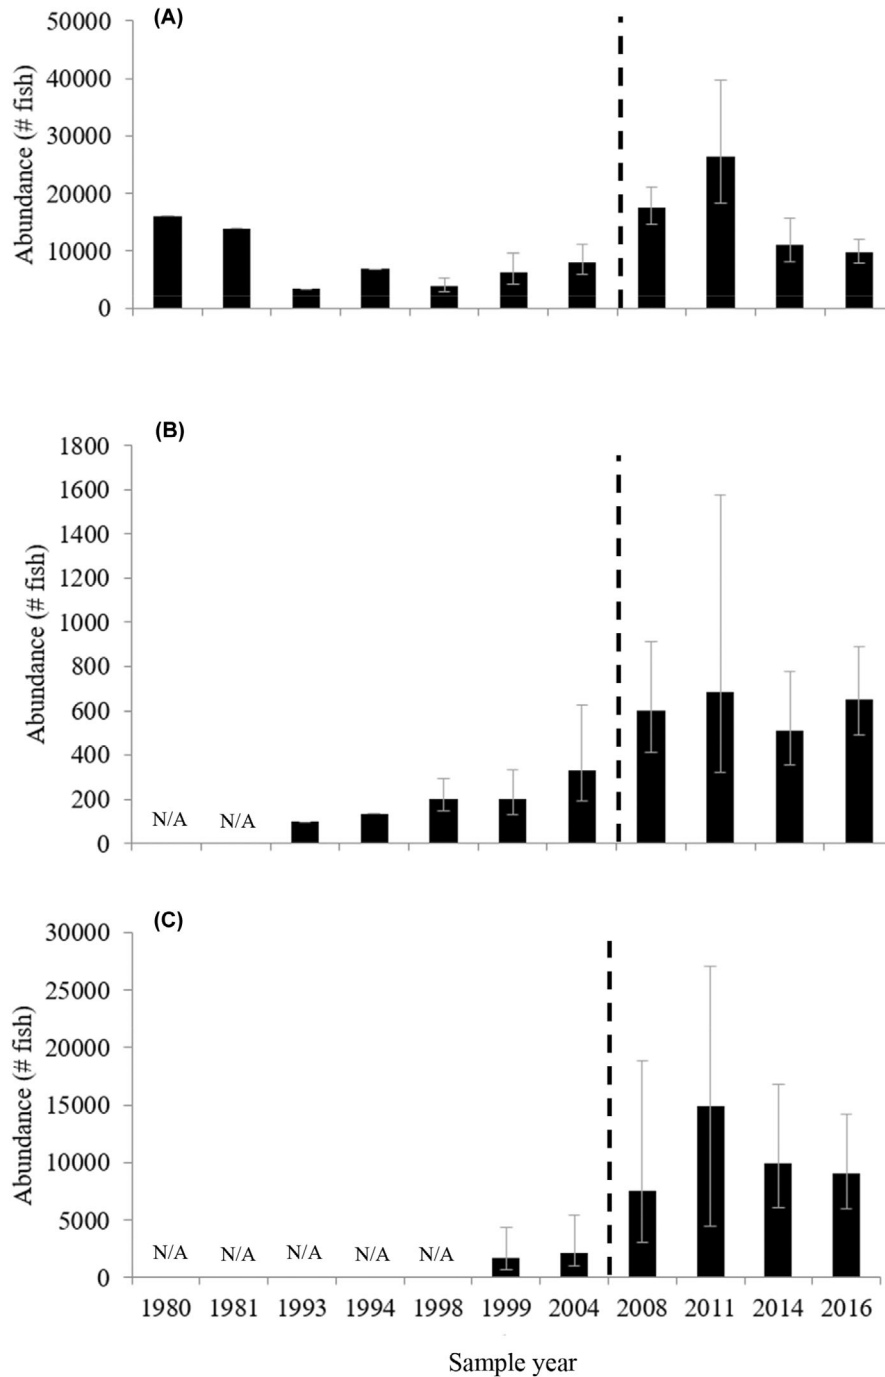 (A)
Abundance (# fish)
50000
40000
30000
20000
10000
0
(B)
Abundance (# fish)
1800
1600
1400
1200
1000
800
600
400
200
0
N/A N/A
(C)
Abundance (# fish)
30000
25000
20000
15000
10000
5000
0
N/A N/A N/A N/A N/A
1980 1981 1993 1994 1998 1999 2004 2008 2011 2014 2016
Sample year